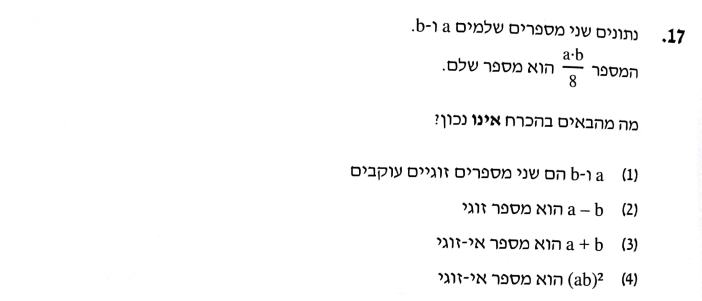 17. נתונים שני מספרים שלמים a ו-b.
המספר a·b/8 הוא מספר שלם.
מה מהבאים בהכרח אינו נכון?
(1) a ו-b הם שני מספרים זוגיים עוקבים
(2) a – b הוא מספר זוגי
(3) a + b הוא מספר אי-זוגי
(4) (ab)² הוא מספר אי-זוגי